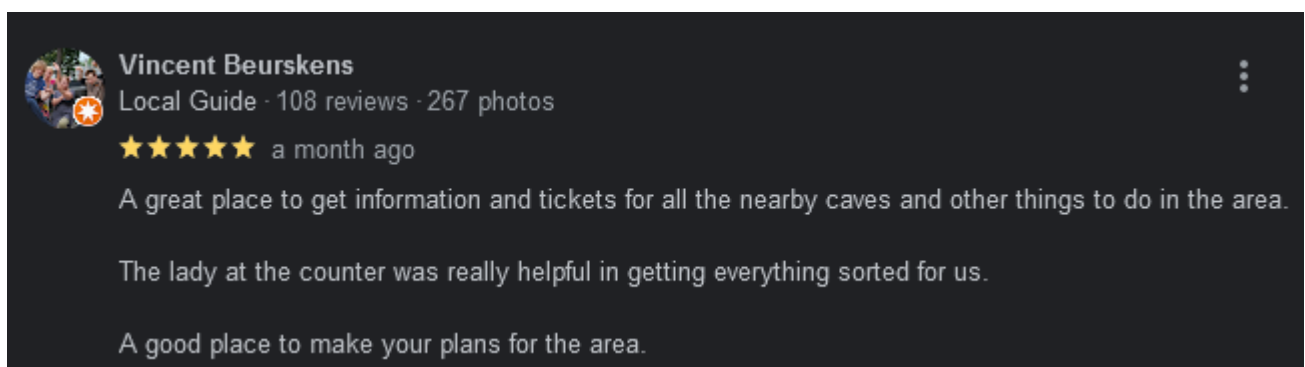 Vincent Beurskens
Local Guide · 108 reviews · 267 photos
a month ago
A great place to get information and tickets for all the nearby caves and other things to do in the area.
The lady at the counter was really helpful in getting everything sorted for us.
A good place to make your plans for the area.